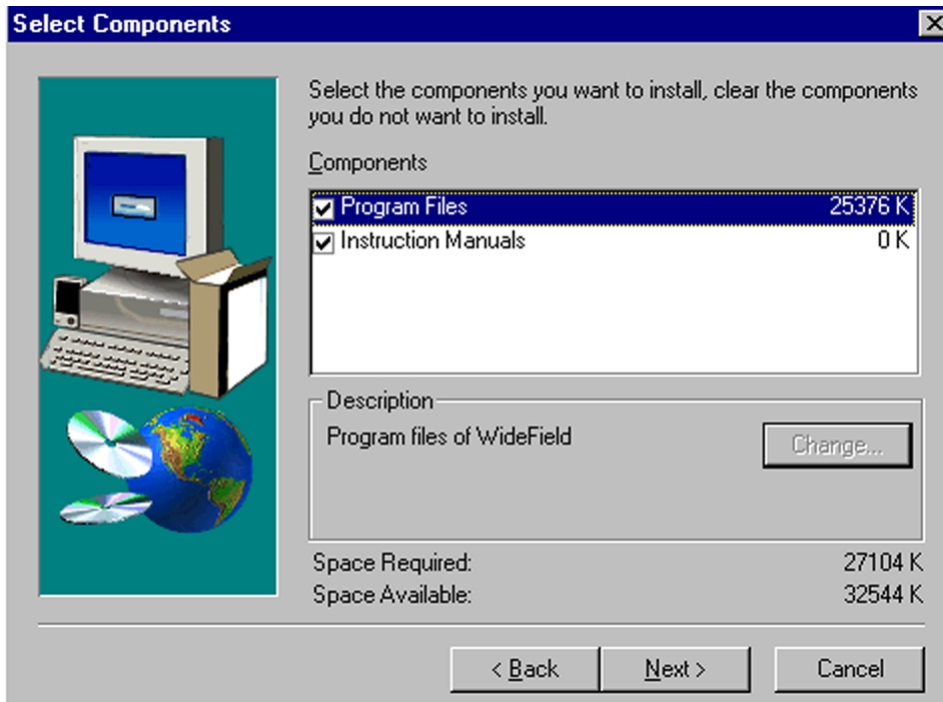 Select Components
Select the components you want to install, clear the components
you do not want to install.
Components
Program Files 25376 K
Instruction Manuals 0 K
Description
Program files of WideField
Change...
Space Required: 27104 K
Space Available: 32544 K
< Back Next > Cancel